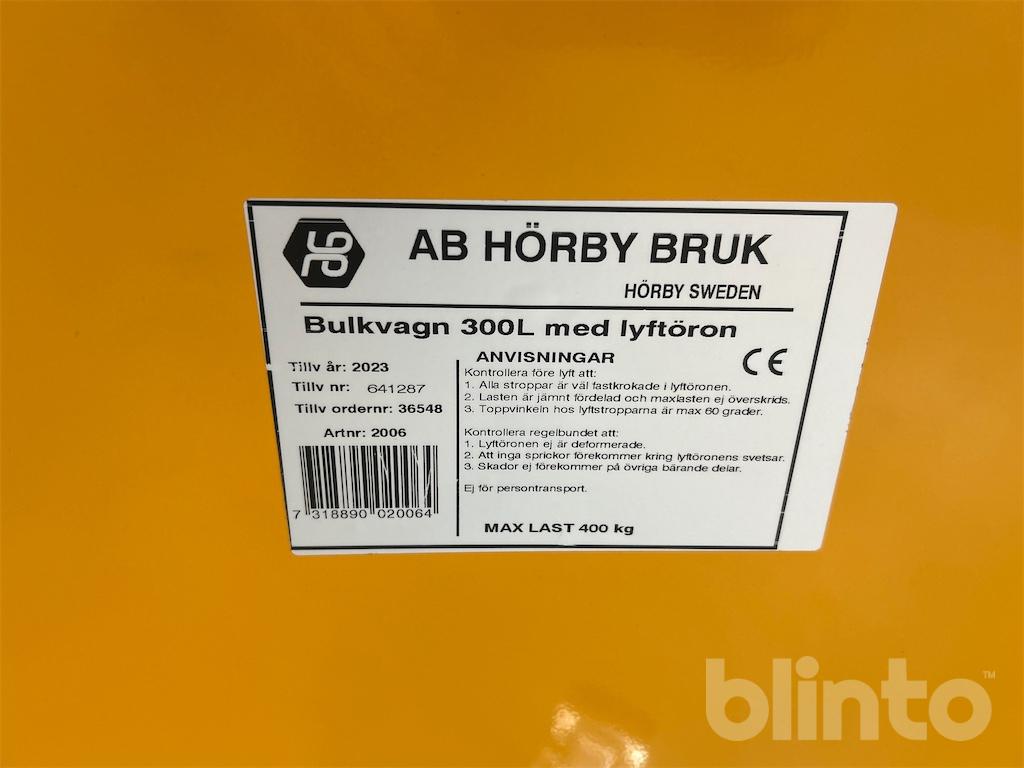 AB HÖRBY BRUK
HÖRBY SWEDEN
Bulkvagn 300L med lyftöron
Tillv år: 2023
Tillv nr: 641287
Tillv ordernr: 36548
Artnr: 2006
7 318890 020064
ANVISNINGAR
CE
Kontrollera före lyft att:
1. Alla stroppar är väl fastkrokade i lyftöronen.
2. Lasten är jämnt fördelad och maxlasten ej överskrids.
3. Toppvinkeln hos lyftstropparna är max 60 grader.
Kontrollera regelbundet att:
1. Lyftöronen ej är deformerade.
2. Att inga sprickor förekommer kring lyftöronens svetsar.
3. Skador ej förekommer på övriga bärande delar.
Ej för persontransport.
MAX LAST 400 kg
blinto™